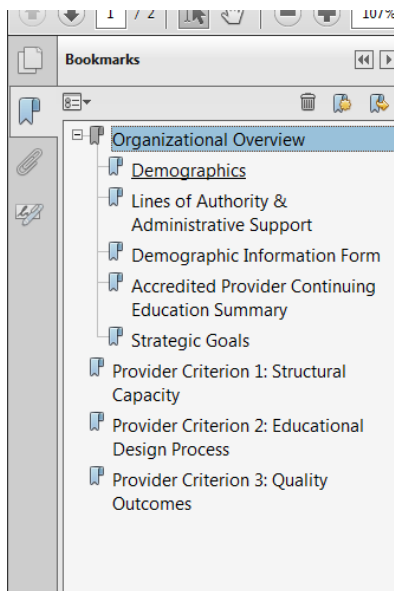 1 / 2 107%
Bookmarks
Organizational Overview
Demographics
Lines of Authority &
Administrative Support
Demographic Information Form
Accredited Provider Continuing
Education Summary
Strategic Goals
Provider Criterion 1: Structural
Capacity
Provider Criterion 2: Educational
Design Process
Provider Criterion 3: Quality
Outcomes